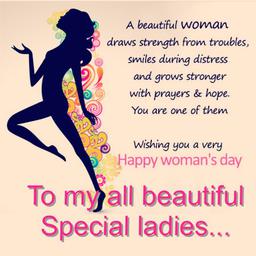 A beautiful woman
draws strength from troubles,
smiles during distress
and grows stronger
with prayers & hope.
You are one of them
Wishing you a very
Happy woman's day
To my all beautiful
Special ladies...